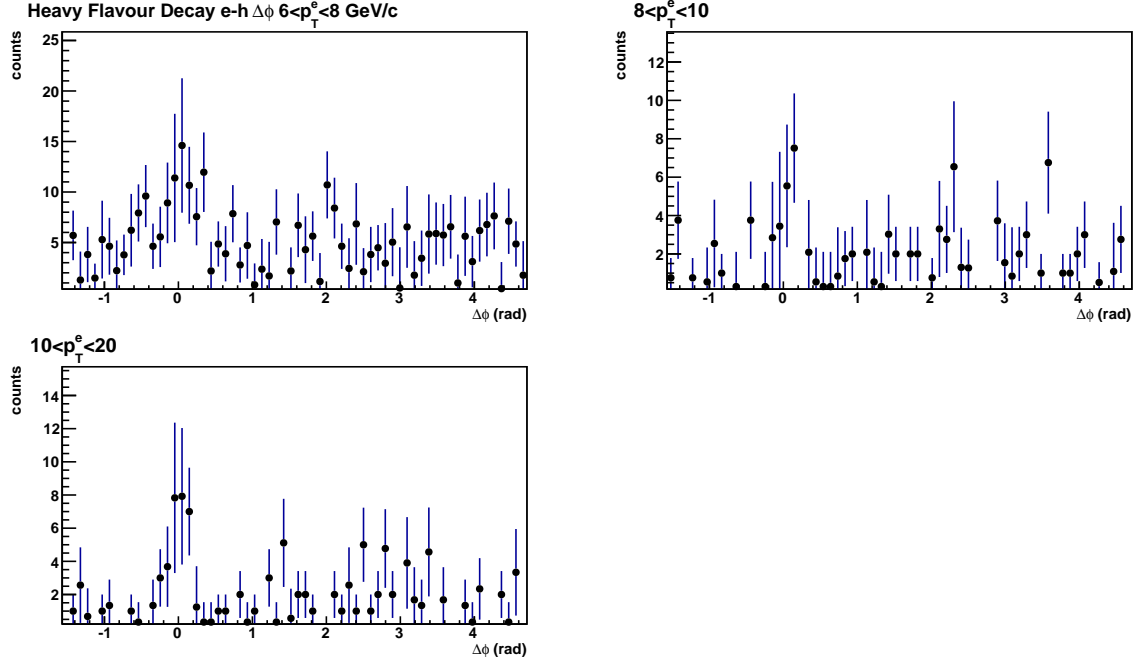 Heavy Flavour Decay e-h Δϕ 6<p_T^e<8 GeV/c
counts
25
20
15
10
5
-1 0 1 2 3 4
Δϕ (rad)
8<p_T^e<10
counts
12
10
8
6
4
2
-1 0 1 2 3 4
Δϕ (rad)
10<p_T^e<20
counts
14
12
10
8
6
4
2
-1 0 1 2 3 4
Δϕ (rad)